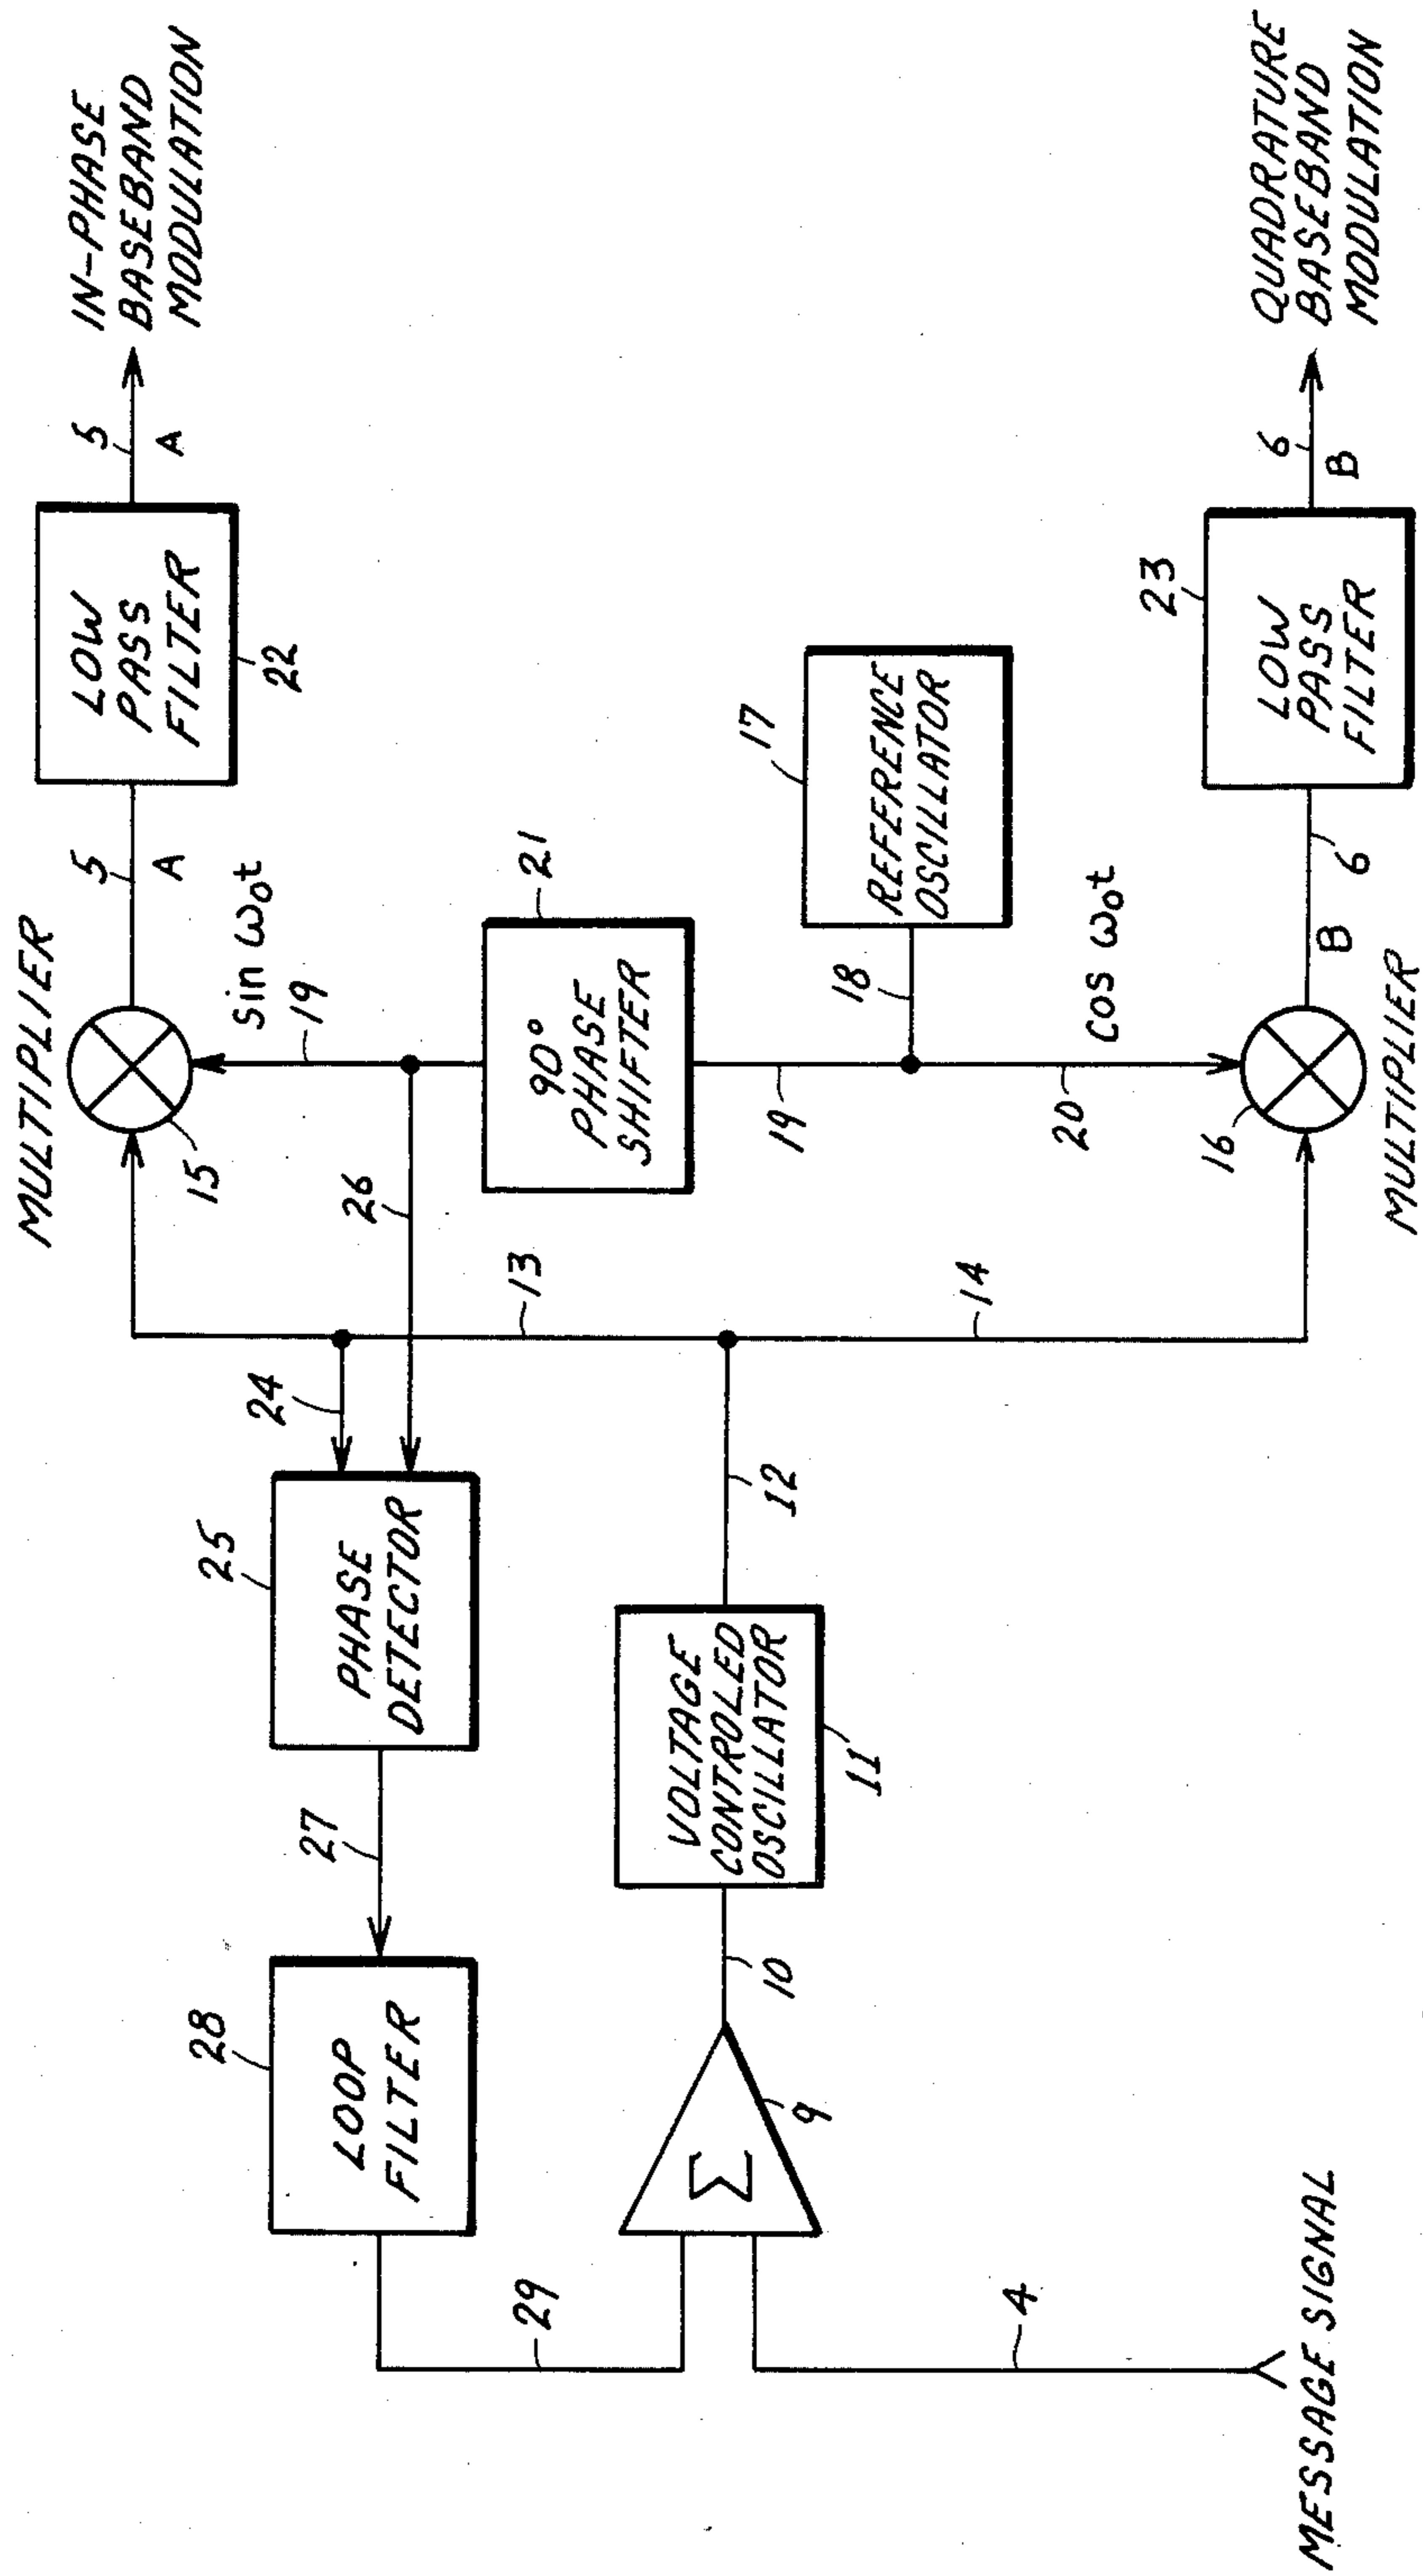 MULTIPLIER
15
5
A
LOW
PASS
FILTER
22
5
A
IN-PHASE
BASEBAND
MODULATION
sin ω₀t
19
26
24
28
LOOP
FILTER
27
25
PHASE
DETECTOR
13
90°
PHASE
SHIFTER
21
29
Σ
9
10
VOLTAGE
CONTROLED
OSCILLATOR
11
12
19
18
17
REFERENCE
OSCILLATOR
4
14
20
cos ω₀t
16
MULTIPLIER
B
6
23
LOW
PASS
FILTER
6
B
QUADRATURE
BASEBAND
MODULATION
MESSAGE SIGNAL